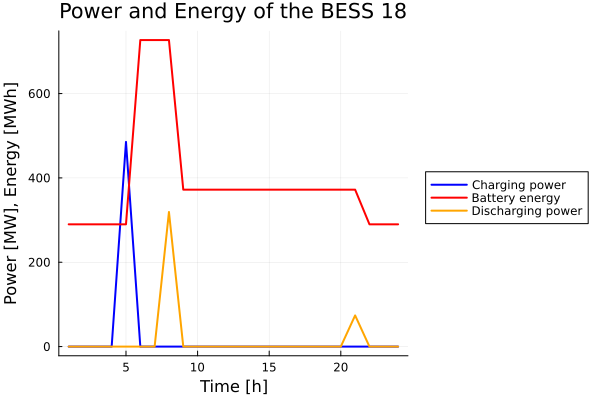 Power and Energy of the BESS 18
Power [MW], Energy [MWh]
600
400
200
0
5
10
15
20
Time [h]
Charging power
Battery energy
Discharging power